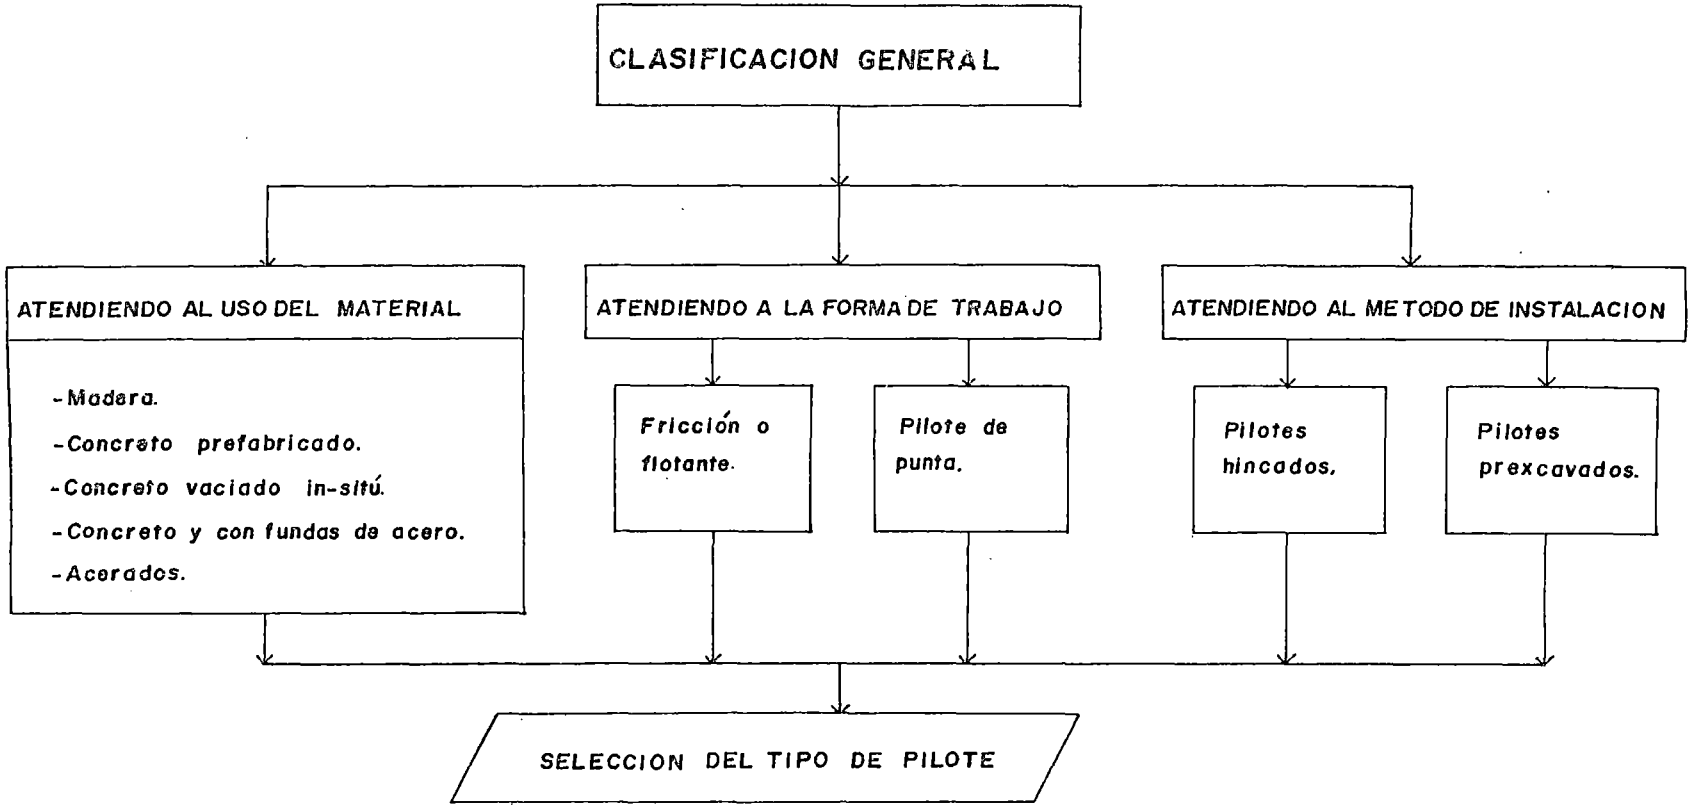 CLASIFICACION GENERAL
ATENDIENDO AL USO DEL MATERIAL
-Madera.
-Concreto prefabricado.
-Concreto vaciado in-sitú.
-Concreto y con fundas de acero.
-Acerados.
ATENDIENDO A LA FORMA DE TRABAJO
Fricción o
flotante.
Pilote de
punta.
ATENDIENDO AL METODO DE INSTALACION
Pilotes
hincados.
Pilotes
prexcavados.
SELECCION DEL TIPO DE PILOTE